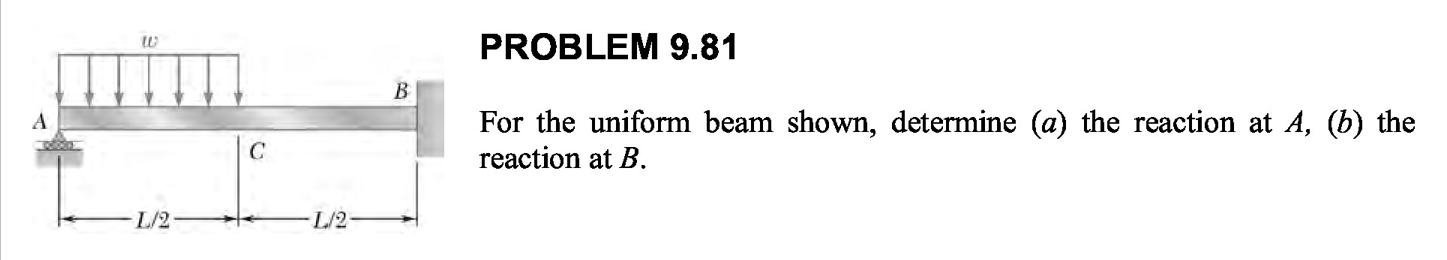 w
B
A
C
L/2
L/2
PROBLEM 9.81
For the uniform beam shown, determine (a) the reaction at A, (b) the
reaction at B.